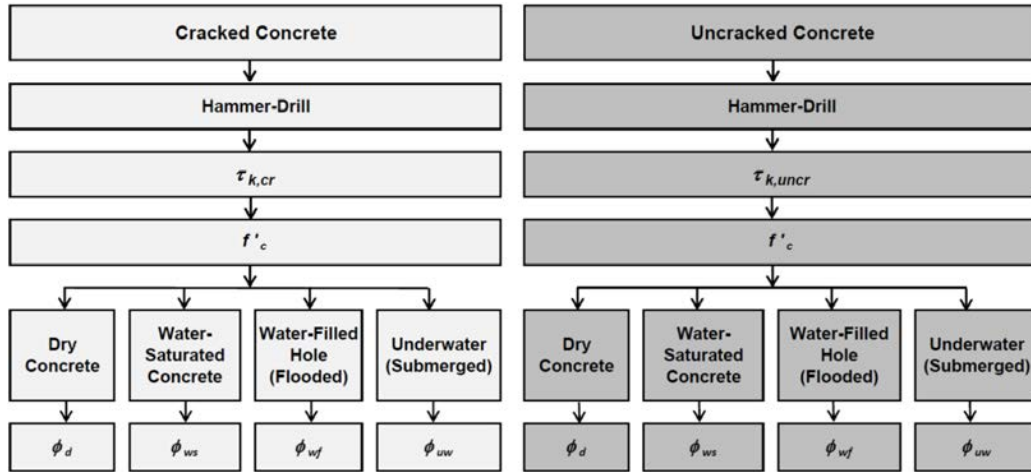 Cracked Concrete
Hammer-Drill
τk,cr
f'c
Dry
Concrete
Water-
Saturated
Concrete
Water-Filled
Hole
(Flooded)
Underwater
(Submerged)
ϕd
ϕws
ϕwf
ϕuw
Uncracked Concrete
Hammer-Drill
τk,uncr
f'c
Dry
Concrete
Water-
Saturated
Concrete
Water-Filled
Hole
(Flooded)
Underwater
(Submerged)
ϕd
ϕws
ϕwf
ϕuw